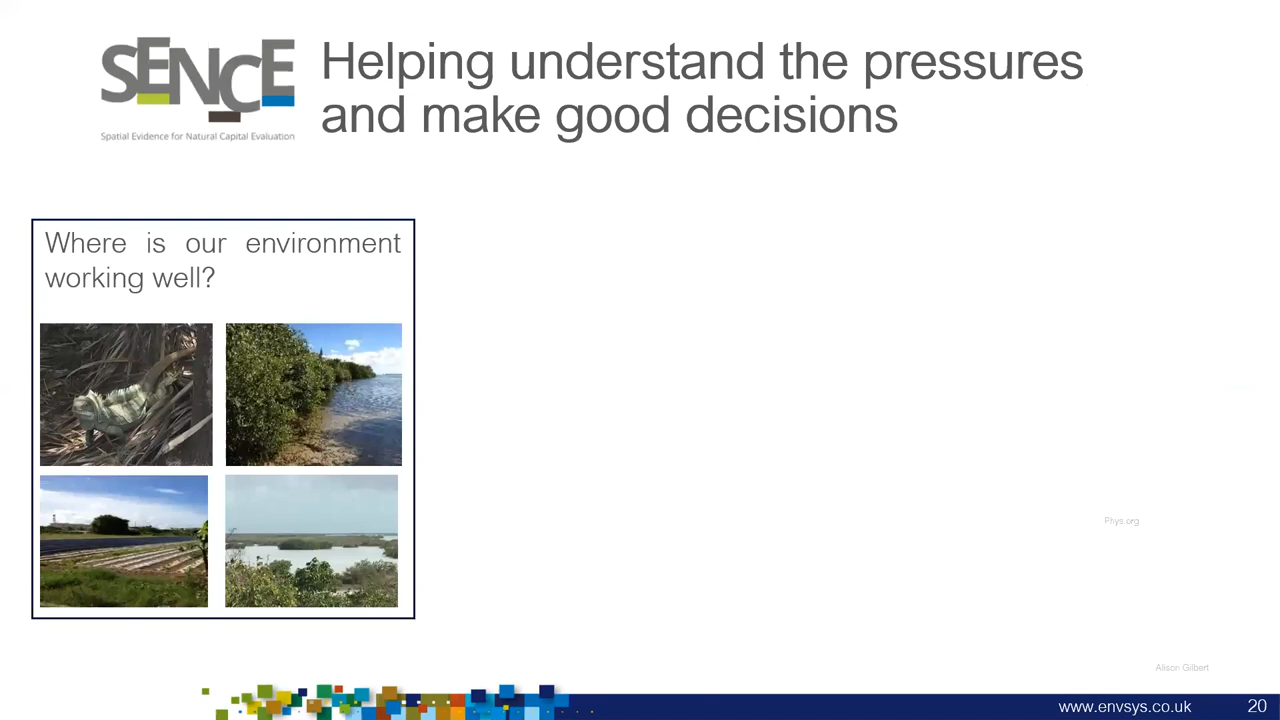 SENCE
Spatial Evidence for Natural Capital Evaluation
Helping understand the pressures
and make good decisions
Where is our environment
working well?
Phys.org
Alison Gilbert
www.envsys.co.uk
20